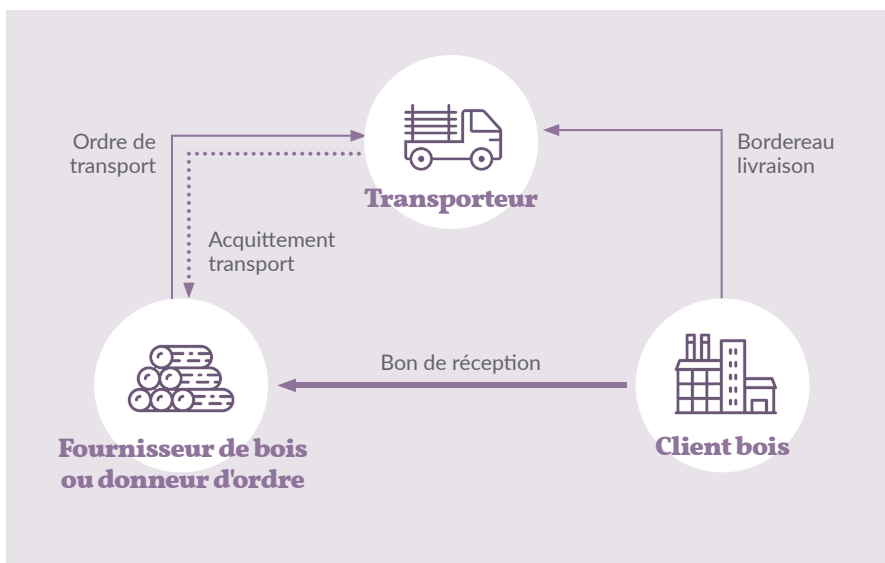 Ordre de
transport
Bordereau
livraison
Transporteur
Acquittement
transport
Bon de réception
Fournisseur de bois
ou donneur d'ordre
Client bois